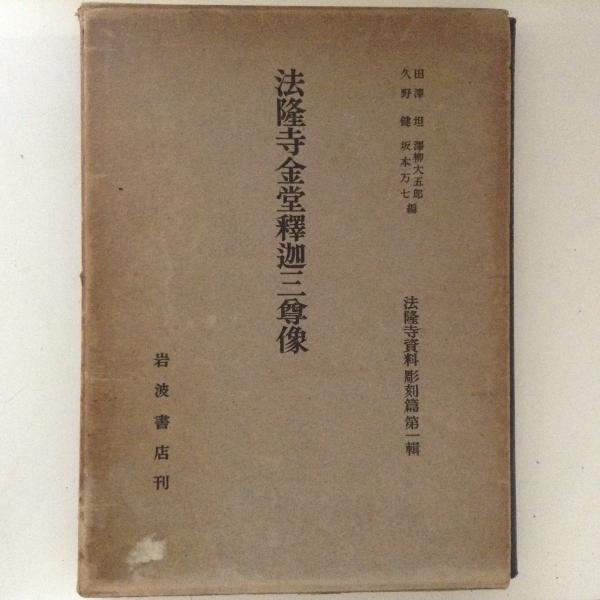 田澤坦 澤柳大五郎
久野健 坂本万七 編
法隆寺資料彫刻篇第一輯
法隆寺金堂釋迦三尊像
岩波書店刊